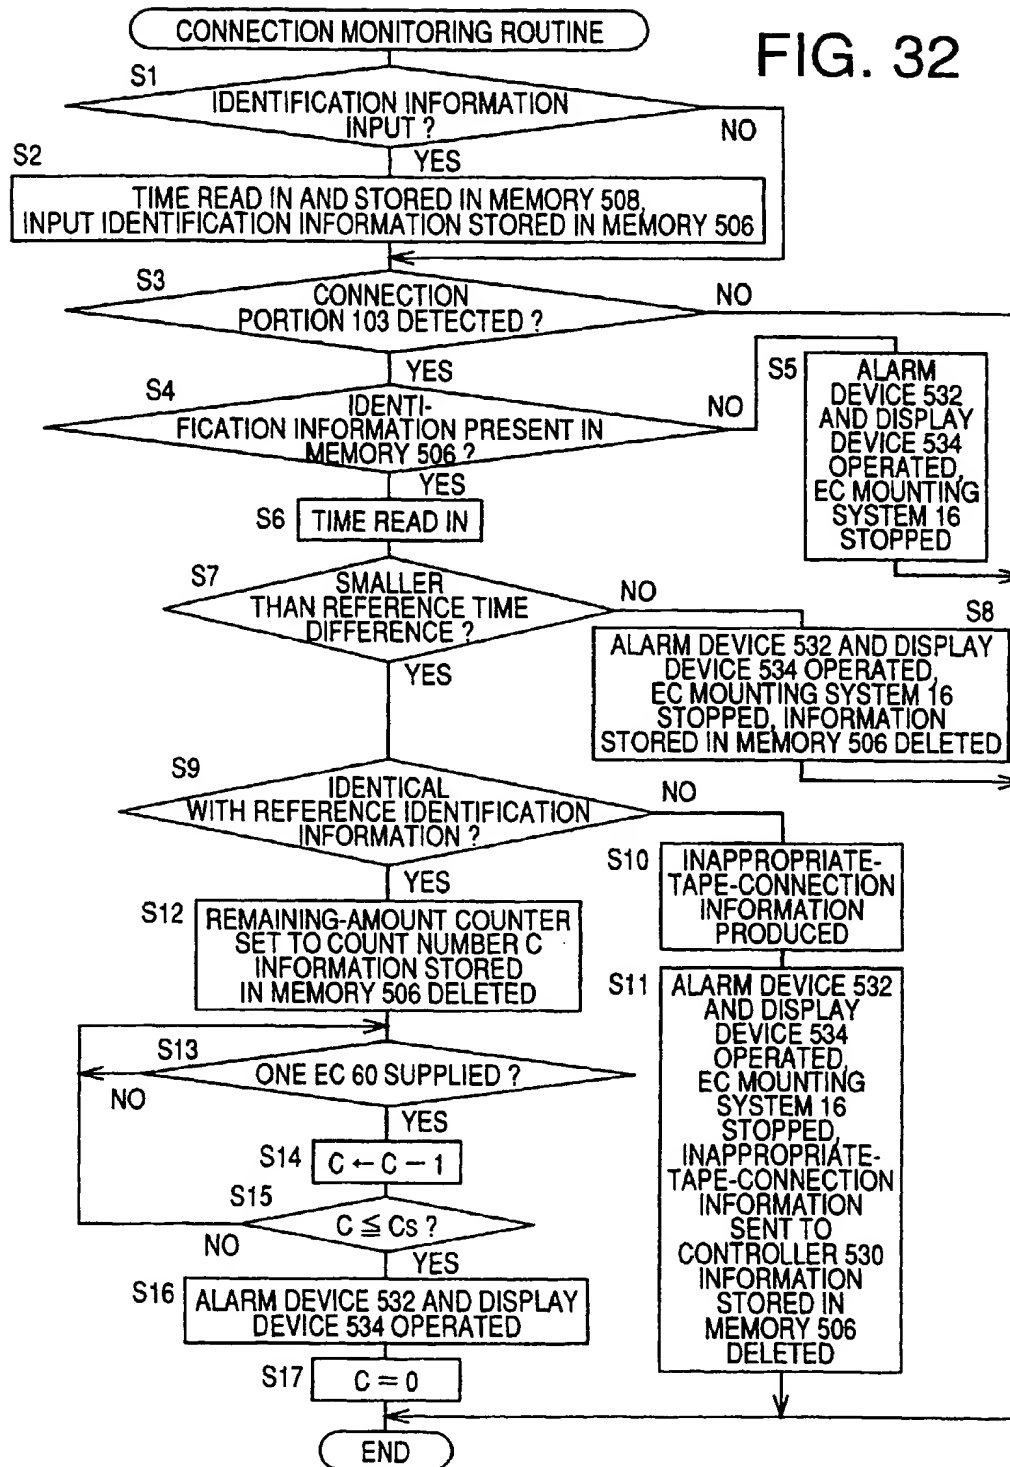 CONNECTION MONITORING ROUTINE
FIG. 32
S1
IDENTIFICATION INFORMATION
INPUT ?
NO
YES
S2
TIME READ IN AND STORED IN MEMORY 508,
INPUT IDENTIFICATION INFORMATION STORED IN MEMORY 506
S3
CONNECTION
PORTION 103 DETECTED ?
NO
YES
S4
IDENTI-
FICATION INFORMATION PRESENT IN
MEMORY 506 ?
NO
YES
S5
ALARM
DEVICE 532
AND DISPLAY
DEVICE 534
OPERATED,
EC MOUNTING
SYSTEM 16
STOPPED
S6
TIME READ IN
S7
SMALLER
THAN REFERENCE TIME
DIFFERENCE ?
NO
YES
S8
ALARM DEVICE 532 AND DISPLAY
DEVICE 534 OPERATED,
EC MOUNTING SYSTEM 16
STOPPED, INFORMATION
STORED IN MEMORY 506 DELETED
S9
IDENTICAL
WITH REFERENCE IDENTIFICATION
INFORMATION ?
NO
YES
S10
INAPPROPRIATE-
TAPE-CONNECTION
INFORMATION
PRODUCED
S11
ALARM DEVICE 532
AND DISPLAY
DEVICE 534
OPERATED,
EC MOUNTING
SYSTEM 16
STOPPED,
INAPPROPRIATE-
TAPE-CONNECTION
INFORMATION
SENT TO
CONTROLLER 530
INFORMATION
STORED IN
MEMORY 506
DELETED
S12
REMAINING-AMOUNT COUNTER
SET TO COUNT NUMBER C
INFORMATION STORED
IN MEMORY 506 DELETED
S13
ONE EC 60 SUPPLIED ?
NO
YES
S14
C ← C − 1
S15
C ≦ Cs ?
NO
YES
S16
ALARM DEVICE 532 AND DISPLAY
DEVICE 534 OPERATED
S17
C = 0
END